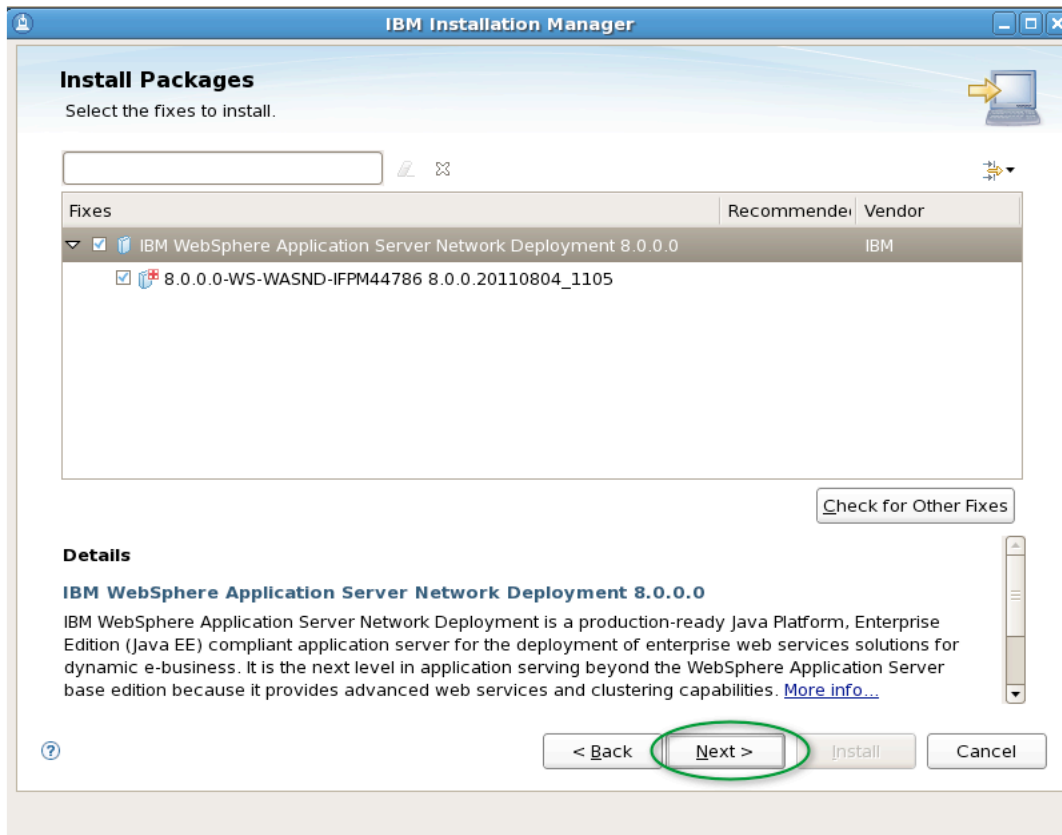 IBM Installation Manager
Install Packages
Select the fixes to install.
Fixes Recommende Vendor
IBM WebSphere Application Server Network Deployment 8.0.0.0 IBM
8.0.0.0-WS-WASND-IFPM44786 8.0.0.20110804_1105
Check for Other Fixes
Details
IBM WebSphere Application Server Network Deployment 8.0.0.0
IBM WebSphere Application Server Network Deployment is a production-ready Java Platform, Enterprise
Edition (Java EE) compliant application server for the deployment of enterprise web services solutions for
dynamic e-business. It is the next level in application serving beyond the WebSphere Application Server
base edition because it provides advanced web services and clustering capabilities. More info...
? < Back Next > Install Cancel